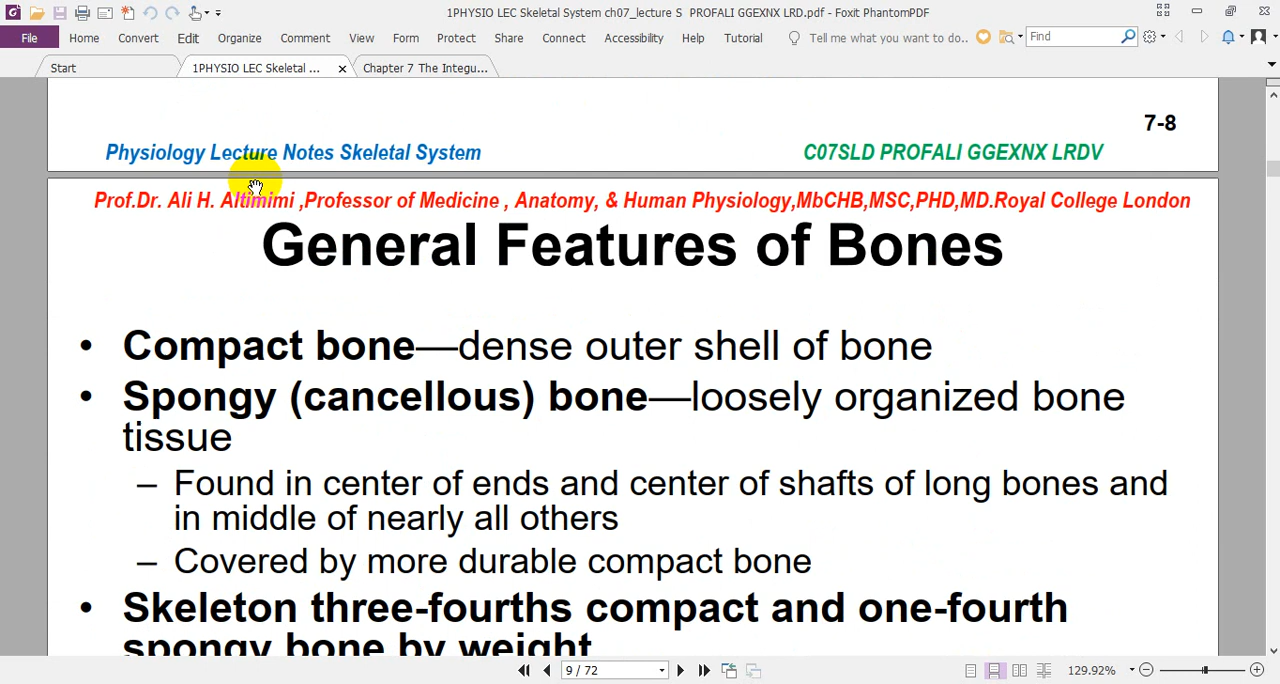 1PHYSIO LEC Skeletal System ch07_lecture S PROFALI GGEXNX LRD.pdf - Foxit PhantomPDF
File Home Convert Edit Organize Comment View Form Protect Share Connect Accessibility Help Tutorial Tell me what you want to do.. Find
Start 1PHYSIO LEC Skeletal ... Chapter 7 The Integu...
7-8
Physiology Lecture Notes Skeletal System C07SLD PROFALI GGEXNX LRDV
Prof.Dr. Ali H. Altimimi ,Professor of Medicine , Anatomy, & Human Physiology,MbCHB,MSC,PHD,MD.Royal College London
General Features of Bones
• Compact bone—dense outer shell of bone
• Spongy (cancellous) bone—loosely organized bone
tissue
– Found in center of ends and center of shafts of long bones and
in middle of nearly all others
– Covered by more durable compact bone
• Skeleton three-fourths compact and one-fourth
spongy bone by weight
9 / 72 129.92%